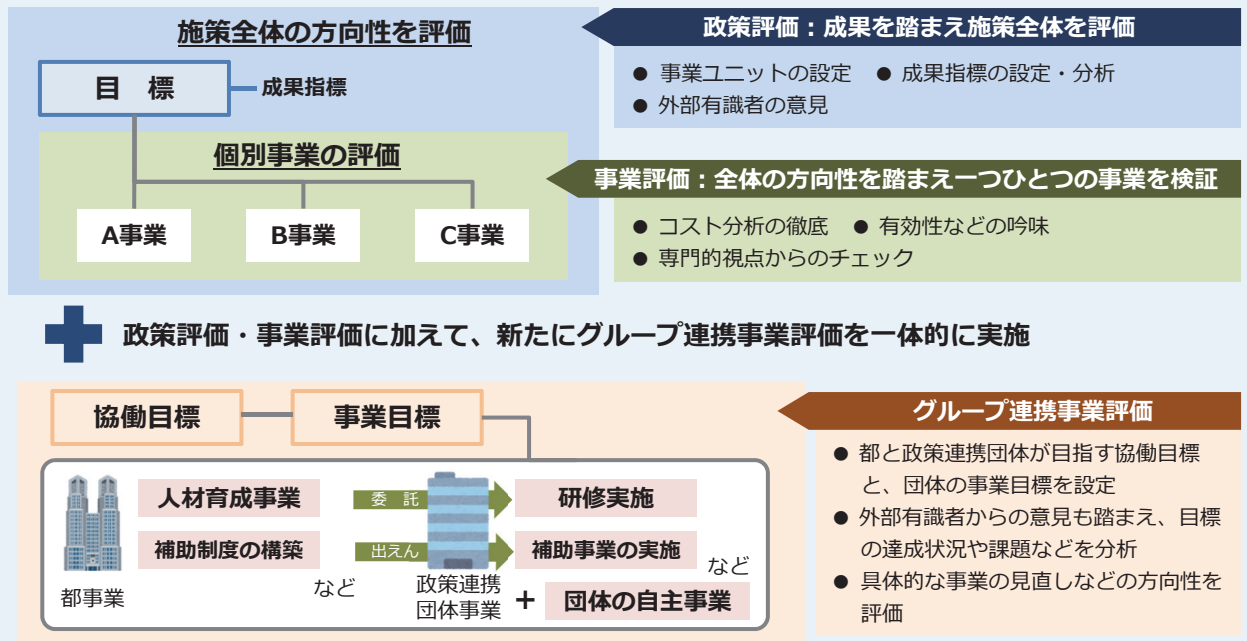 施策全体の方向性を評価
目　標
成果指標
個別事業の評価
A事業
B事業
C事業
政策評価：成果を踏まえ施策全体を評価
● 事業ユニットの設定　● 成果指標の設定・分析
● 外部有識者の意見
事業評価：全体の方向性を踏まえ一つひとつの事業を検証
● コスト分析の徹底　● 有効性などの吟味
● 専門的視点からのチェック
政策評価・事業評価に加えて、新たにグループ連携事業評価を一体的に実施
協働目標
事業目標
人材育成事業
委　託
研修実施
補助制度の構築
出えん
補助事業の実施
など
など
都事業
政策連携
団体事業
+
団体の自主事業
グループ連携事業評価
● 都と政策連携団体が目指す協働目標
と、団体の事業目標を設定
● 外部有識者からの意見も踏まえ、目標
の達成状況や課題などを分析
● 具体的な事業の見直しなどの方向性を
評価